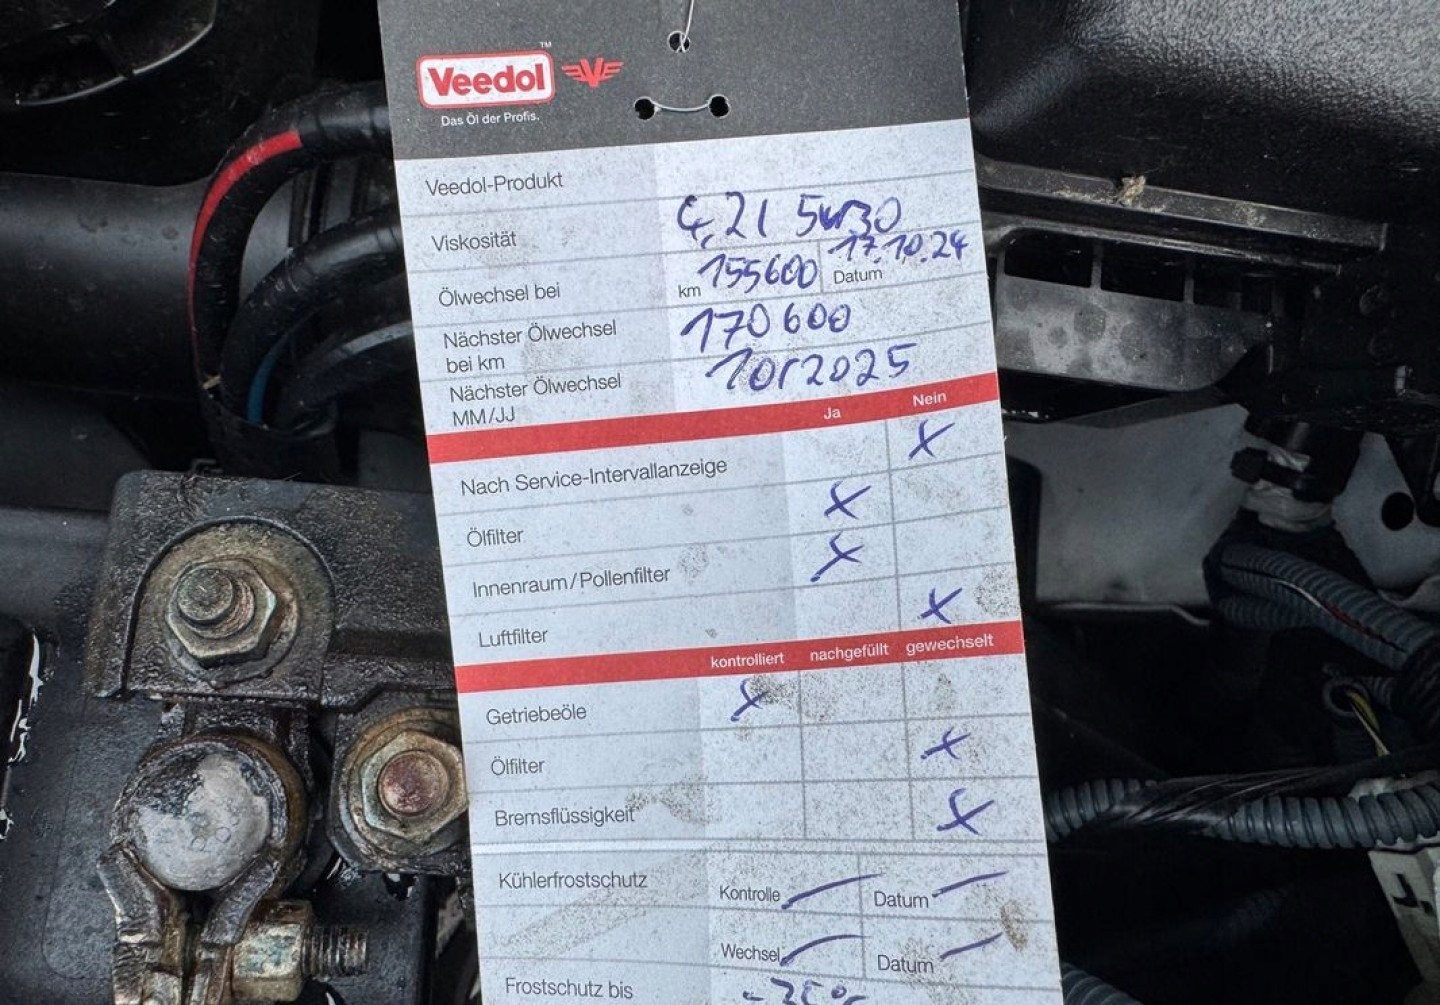 Veedol™
Das Öl der Profis.
Veedol-Produkt
Viskosität 4,2l 5w30
Ölwechsel bei km 155600 Datum 17.10.24
Nächster Ölwechsel bei km 170600
Nächster Ölwechsel MM/JJ 10/2025
Ja Nein
Nach Service-Intervallanzeige X
Ölfilter X
Innenraum/Pollenfilter X
Luftfilter X
kontrolliert nachgefüllt gewechselt
Getriebeöle X
Ölfilter X
Bremsflüssigkeit X
Kühlerfrostschutz Kontrolle Datum
Wechsel Datum
Frostschutz bis